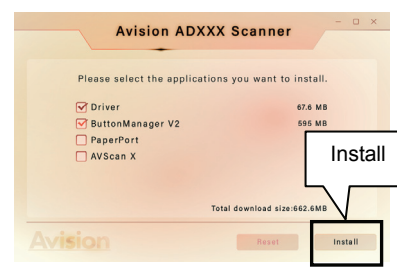 Avision ADXXX Scanner
Please select the applications you want to install.
Driver 67.6 MB
ButtonManager V2 595 MB
PaperPort
AVScan X
Install
Total download size:662.6MB
Avision
Reset Install